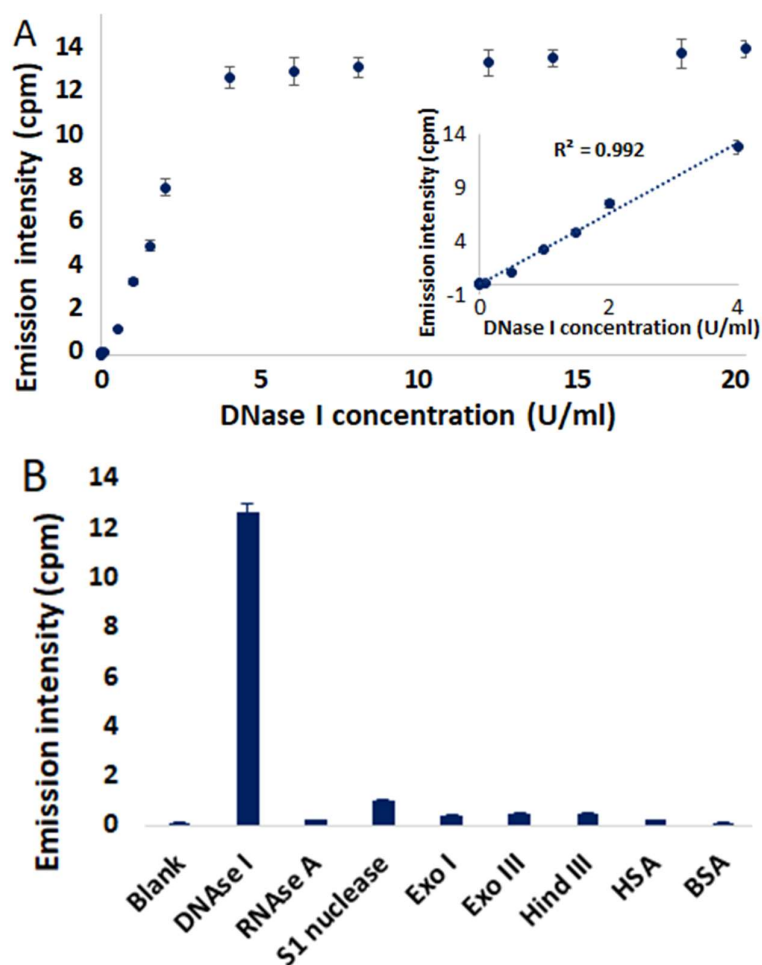 A
Emission intensity (cpm)
14
12
10
8
6
4
2
0
0
5
10
15
20
DNase I concentration (U/ml)
Emission intensity (cpm)
14
9
4
-1
R² = 0.992
0
2
4
DNase I concentration (U/ml)
B
Emission intensity (cpm)
14
12
10
8
6
4
2
0
Blank
DNAse I
RNAse A
S1 nuclease
Exo I
Exo III
Hind III
HSA
BSA